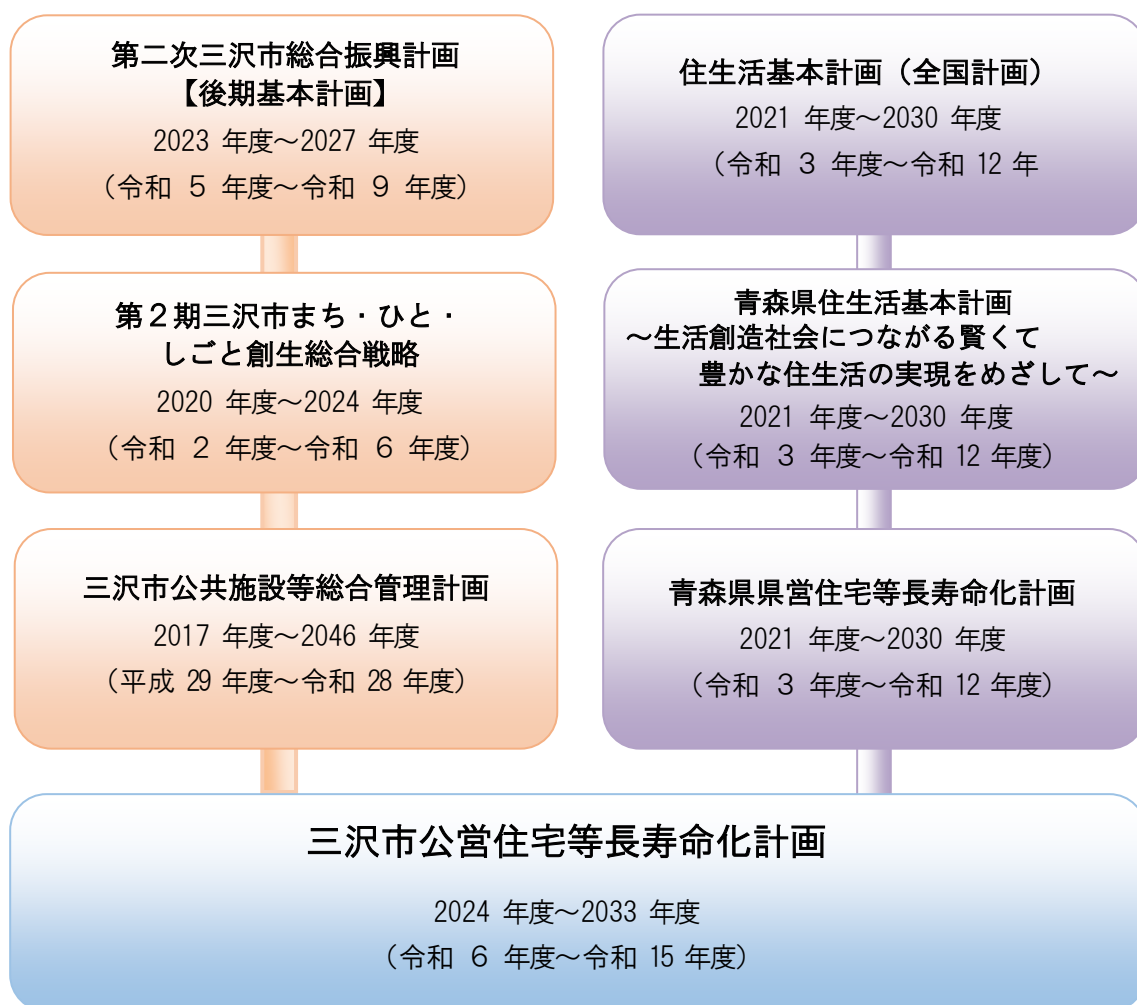 第二次三沢市総合振興計画
【後期基本計画】
2023 年度～2027 年度
（令和 ５ 年度～令和 ９ 年度）
第２期三沢市まち・ひと・
しごと創生総合戦略
2020 年度～2024 年度
（令和 ２ 年度～令和 ６ 年度）
三沢市公共施設等総合管理計画
2017 年度～2046 年度
（平成 29 年度～令和 28 年度）
住生活基本計画（全国計画）
2021 年度～2030 年度
（令和 ３ 年度～令和 12 年
青森県住生活基本計画
～生活創造社会につながる賢くて
豊かな住生活の実現をめざして～
2021 年度～2030 年度
（令和 ３ 年度～令和 12 年度）
青森県県営住宅等長寿命化計画
2021 年度～2030 年度
（令和 ３ 年度～令和 12 年度）
三沢市公営住宅等長寿命化計画
2024 年度～2033 年度
（令和 ６ 年度～令和 15 年度）